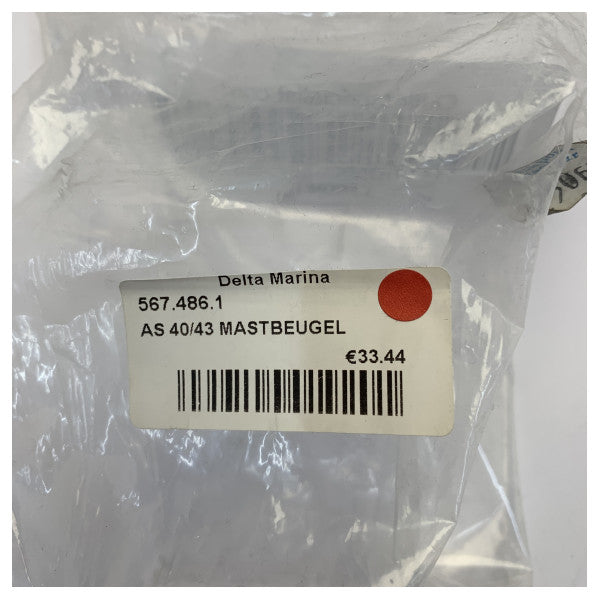 Delta Marina
567.486.1
AS 40/43 MASTBEUGEL
€33.44